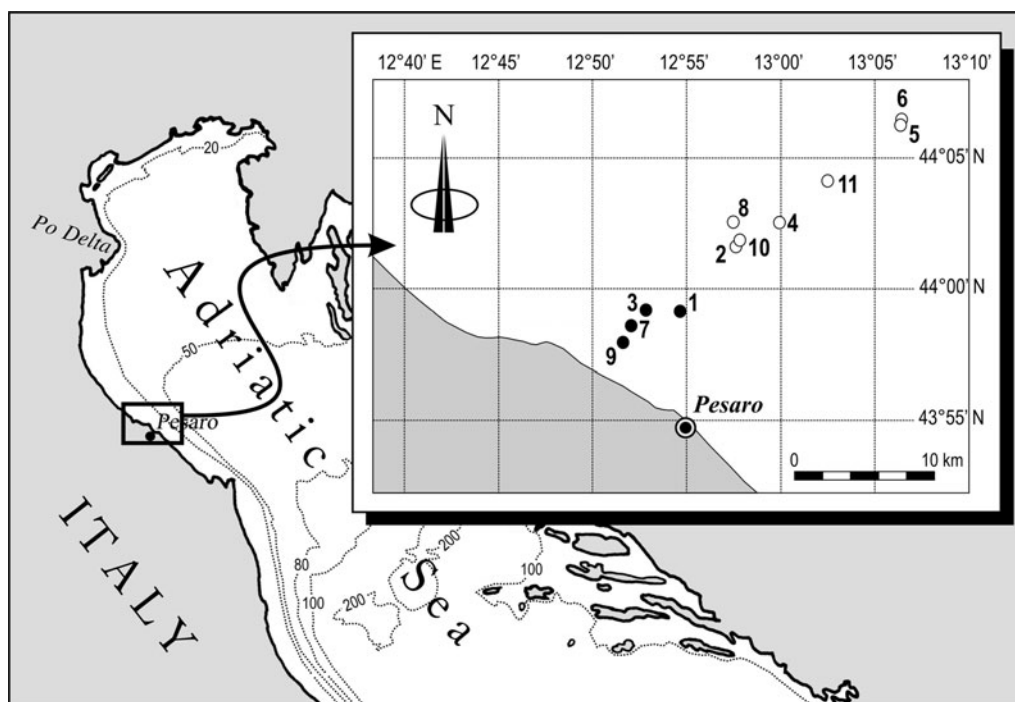 12°40' E 12°45' 12°50' 12°55' 13°00' 13°05' 13°10'
N
6
5
44°05' N
11
8
4
2
10
44°00' N
3
1
7
9
Pesaro
43°55' N
0 10 km
20
Po Delta
Adriatic
50
Pesaro
ITALY
80
100
200
200
100
Sea